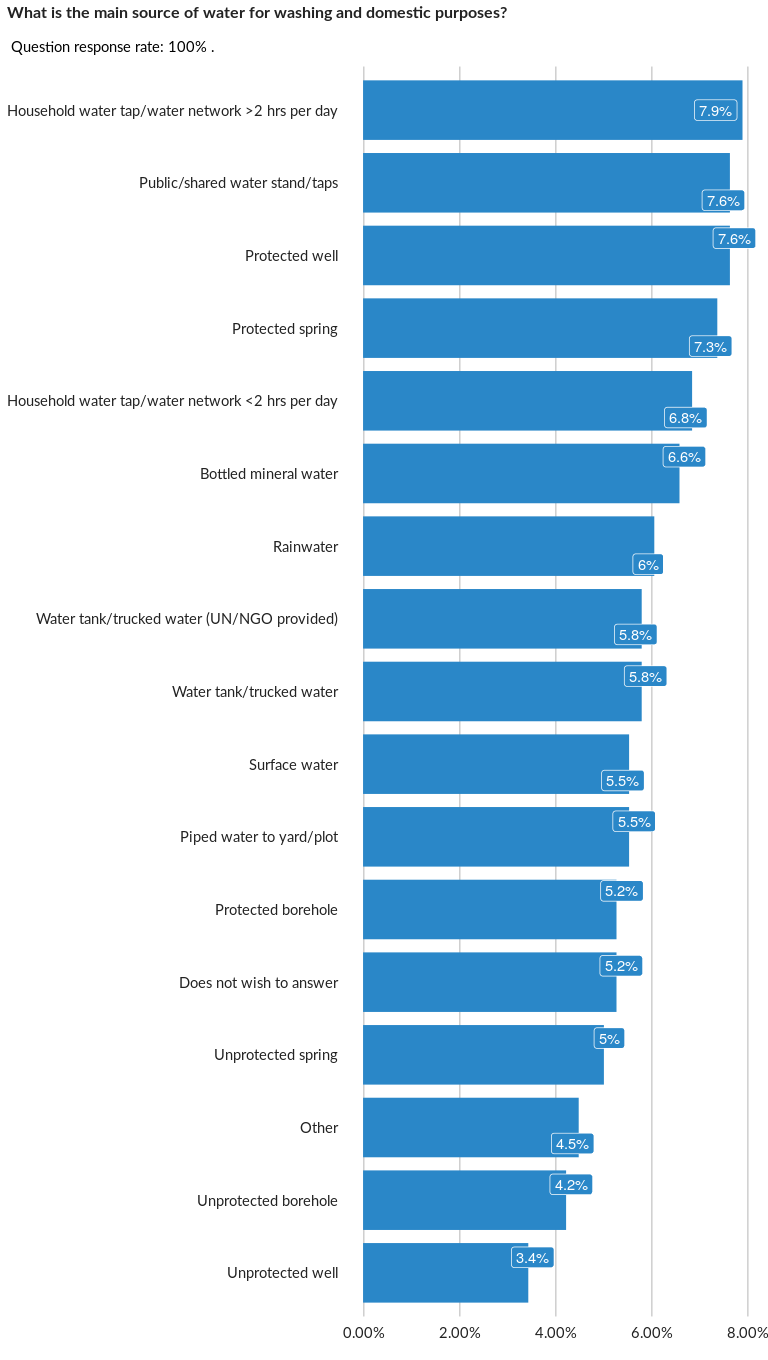 What is the main source of water for washing and domestic purposes?
Question response rate: 100% .
Household water tap/water network >2 hrs per day 7.9%
Public/shared water stand/taps 7.6%
Protected well 7.6%
Protected spring 7.3%
Household water tap/water network <2 hrs per day 6.8%
Bottled mineral water 6.6%
Rainwater 6%
Water tank/trucked water (UN/NGO provided) 5.8%
Water tank/trucked water 5.8%
Surface water 5.5%
Piped water to yard/plot 5.5%
Protected borehole 5.2%
Does not wish to answer 5.2%
Unprotected spring 5%
Other 4.5%
Unprotected borehole 4.2%
Unprotected well 3.4%
0.00% 2.00% 4.00% 6.00% 8.00%